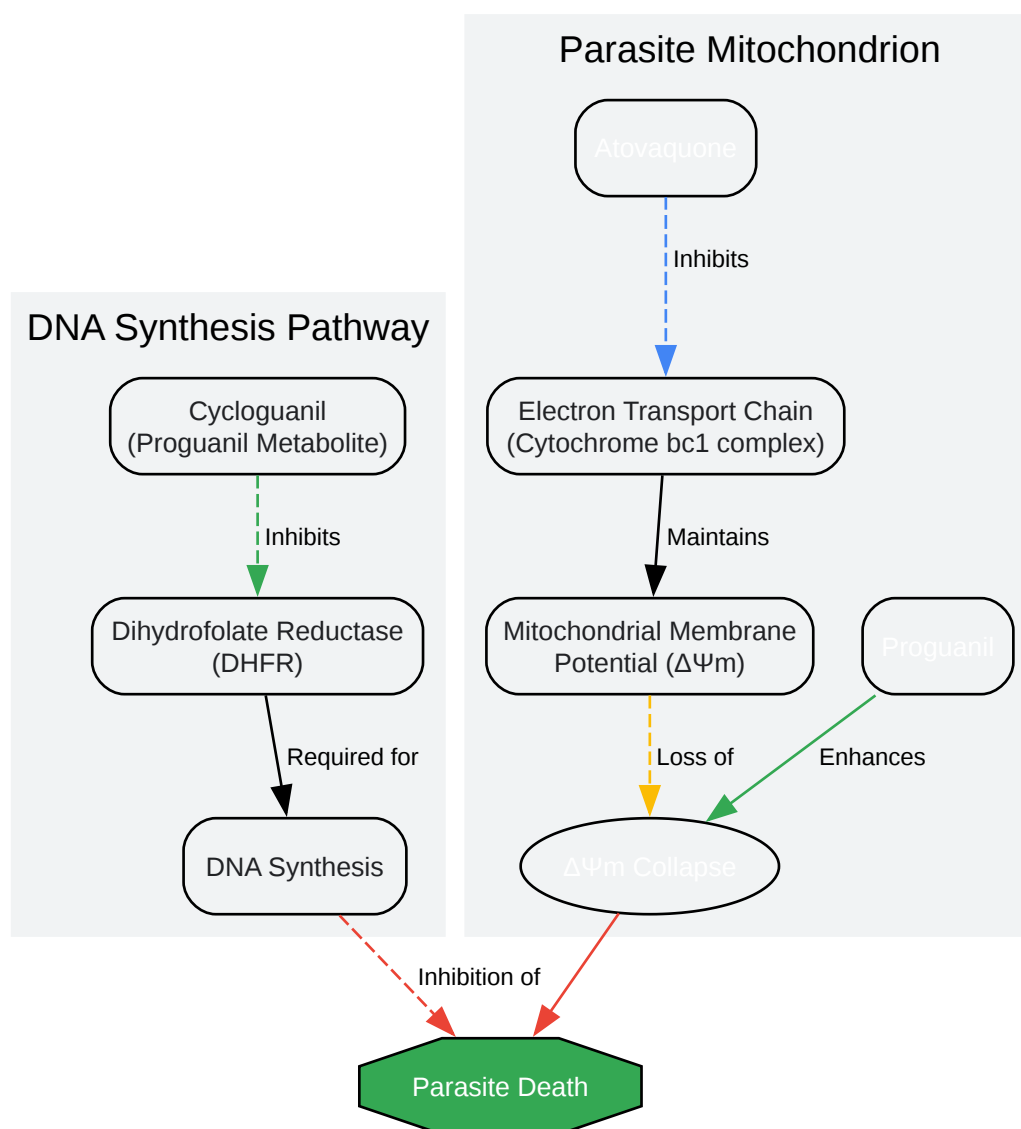 Parasite Mitochondrion
Atovaquone
Inhibits
DNA Synthesis Pathway
Cycloguanil
(Proguanil Metabolite)
Electron Transport Chain
(Cytochrome bc1 complex)
Inhibits
Maintains
Dihydrofolate Reductase
(DHFR)
Mitochondrial Membrane
Potential (ΔΨm)
Proguanil
Required for
Loss of
Enhances
DNA Synthesis
ΔΨm Collapse
Inhibition of
Parasite Death